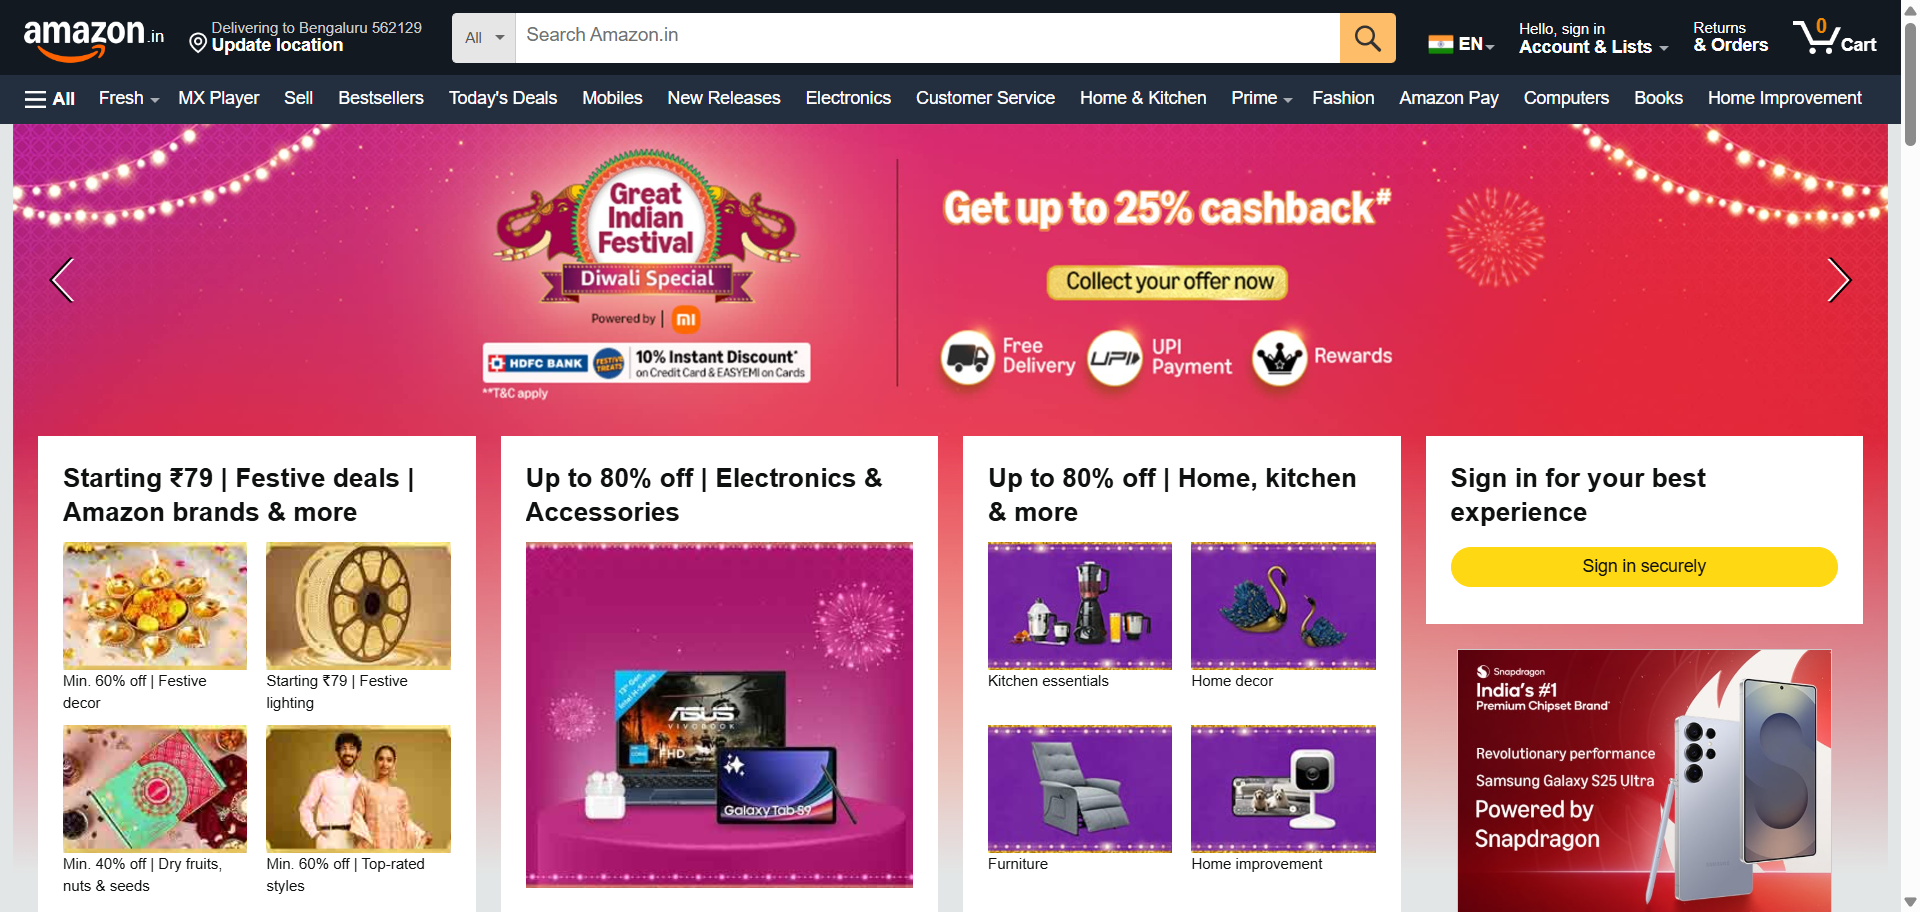 amazon.in
Delivering to Bengaluru 562129
Update location
All
Search Amazon.in
EN
Hello, sign in
Account & Lists
Returns
& Orders
0
Cart
All
Fresh
MX Player
Sell
Bestsellers
Today's Deals
Mobiles
New Releases
Electronics
Customer Service
Home & Kitchen
Prime
Fashion
Amazon Pay
Computers
Books
Home Improvement
Great
Indian
Festival
Diwali Special
Powered by | mi
HDFC BANK
FESTIVE
TREATS
10% Instant Discount*
on Credit Card & EASYEMI on Cards
**T&C apply
Get up to 25% cashback#
Collect your offer now
Free
Delivery
UPI
UPI
Payment
Rewards
Starting ₹79 | Festive deals |
Amazon brands & more
Min. 60% off | Festive
decor
Starting ₹79 | Festive
lighting
Min. 40% off | Dry fruits,
nuts & seeds
Min. 60% off | Top-rated
styles
Up to 80% off | Electronics &
Accessories
13th Gen
Intel H-Series
ASUS
VIVOBOOK
FHD
Galaxy Tab S9
Up to 80% off | Home, kitchen
& more
Kitchen essentials
Home decor
Furniture
Home improvement
Sign in for your best
experience
Sign in securely
Snapdragon
India's #1
Premium Chipset Brand*
Revolutionary performance
Samsung Galaxy S25 Ultra
Powered by
Snapdragon